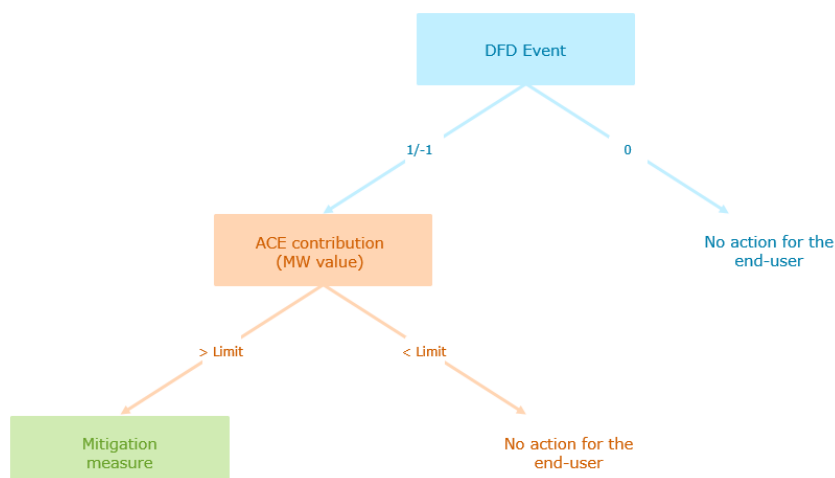 DFD Event
1/-1
0
ACE contribution
(MW value)
No action for the
end-user
> Limit
< Limit
Mitigation
measure
No action for the
end-user